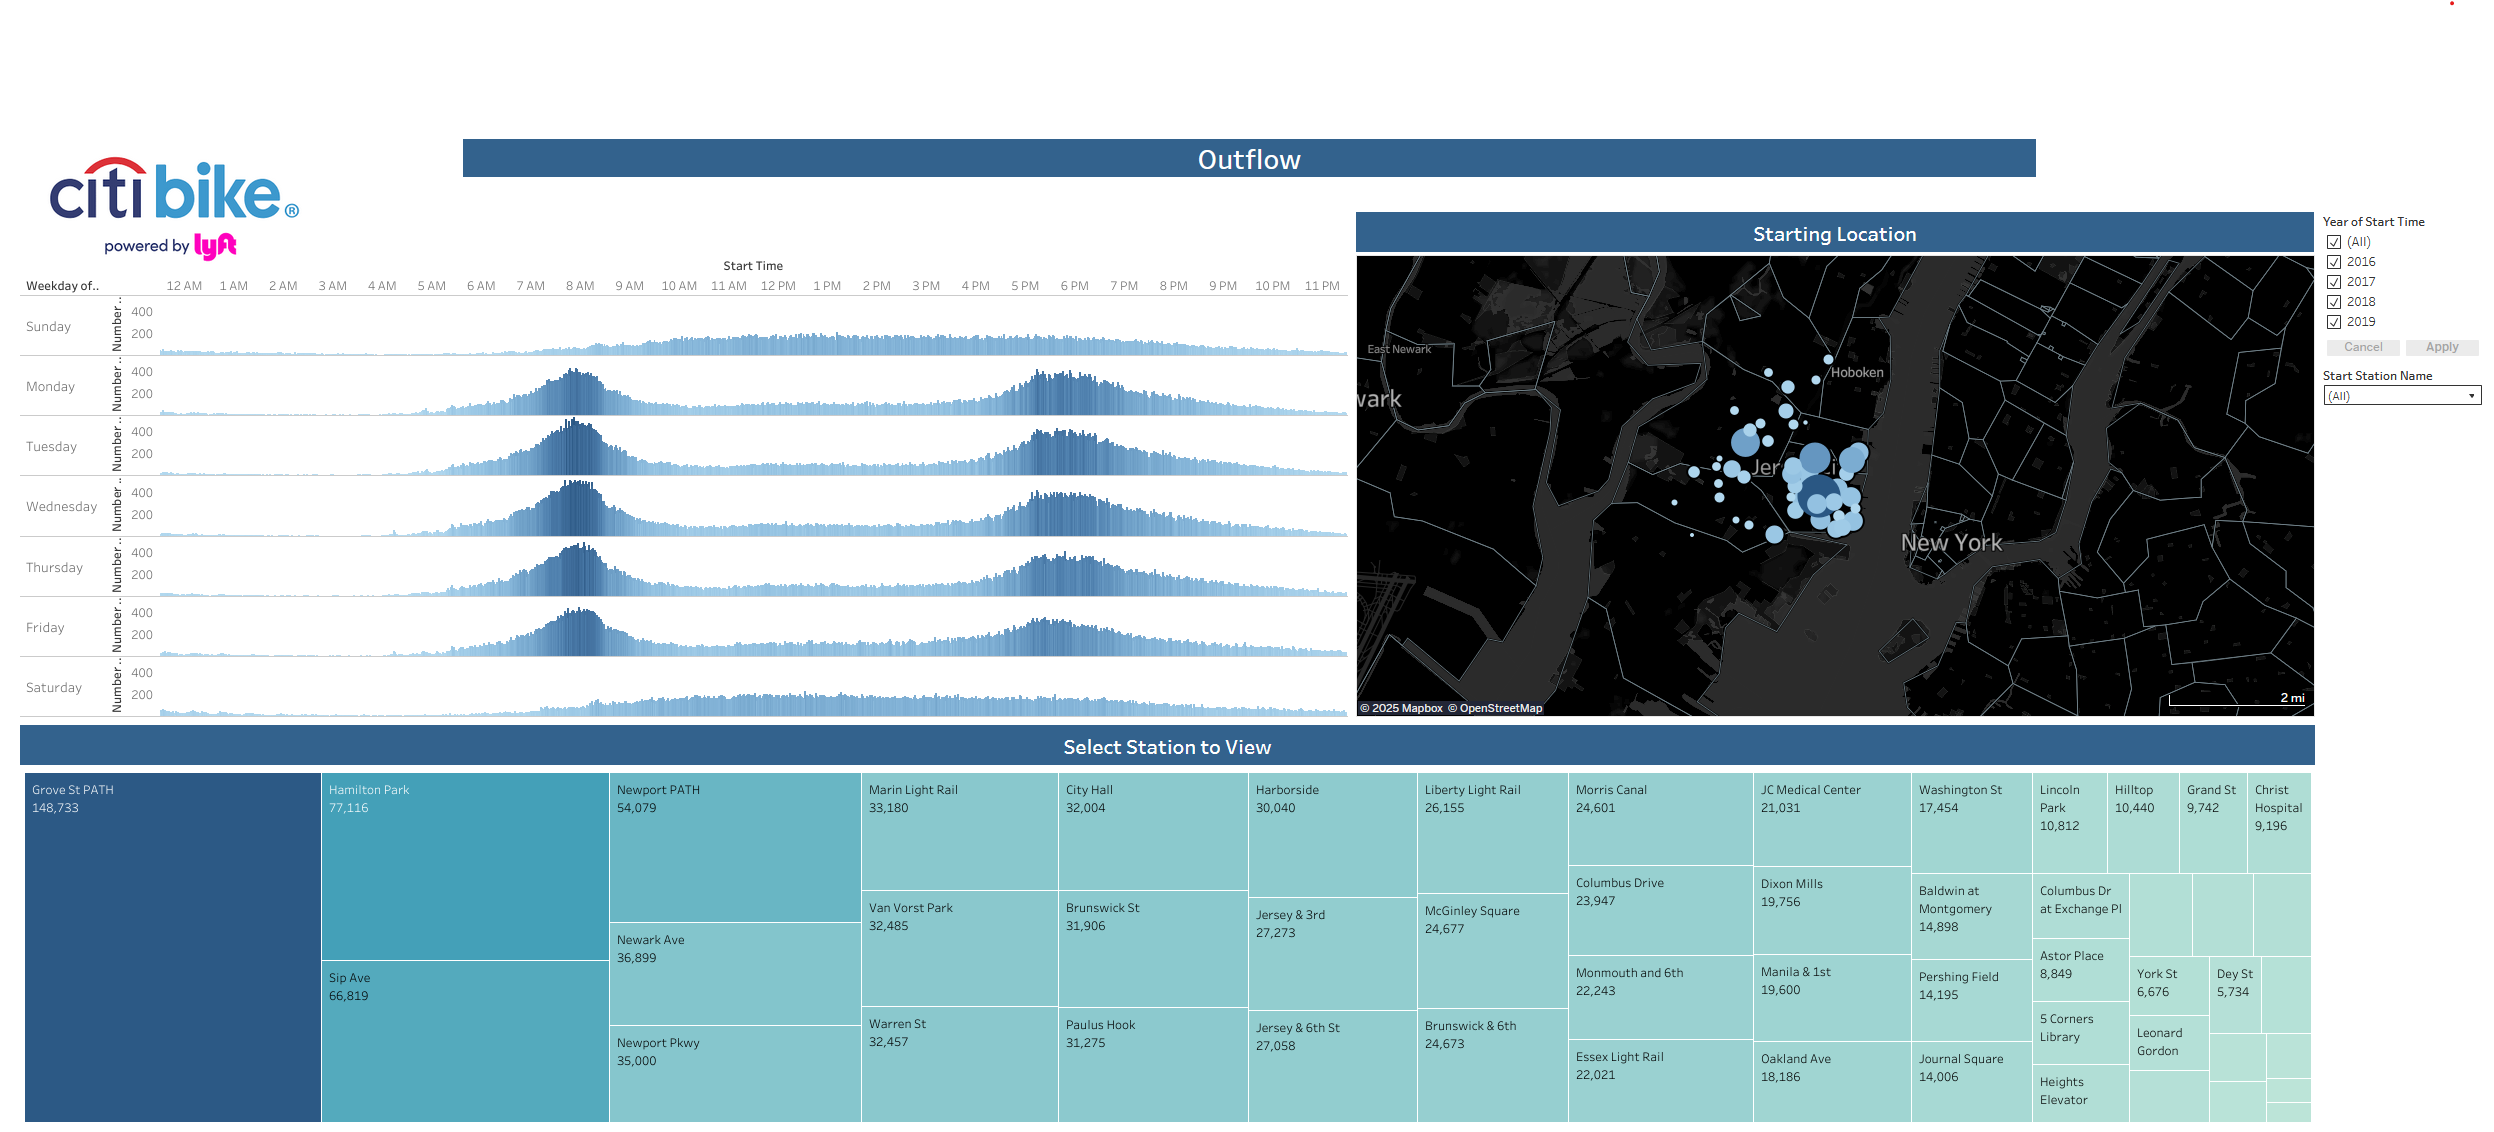 Outflow
citi bike®
powered by lyft
Start Time
Weekday of..
12 AM 1 AM 2 AM 3 AM 4 AM 5 AM 6 AM 7 AM 8 AM 9 AM 10 AM 11 AM 12 PM 1 PM 2 PM 3 PM 4 PM 5 PM 6 PM 7 PM 8 PM 9 PM 10 PM 11 PM
Sunday
Number ..
400
200
Monday
Number ..
400
200
Tuesday
Number ..
400
200
Wednesday
Number ..
400
200
Thursday
Number ..
400
200
Friday
Number ..
400
200
Saturday
Number ..
400
200
Starting Location
East Newark
wark
Hoboken
Jer
Ci
New York
© 2025 Mapbox © OpenStreetMap
2 mi
Year of Start Time
(All)
2016
2017
2018
2019
Cancel Apply
Start Station Name
(All)
Select Station to View
Grove St PATH
148,733
Hamilton Park
77,116
Sip Ave
66,819
Newport PATH
54,079
Newark Ave
36,899
Newport Pkwy
35,000
Marin Light Rail
33,180
Van Vorst Park
32,485
Warren St
32,457
City Hall
32,004
Brunswick St
31,906
Paulus Hook
31,275
Harborside
30,040
Jersey & 3rd
27,273
Jersey & 6th St
27,058
Liberty Light Rail
26,155
McGinley Square
24,677
Brunswick & 6th
24,673
Morris Canal
24,601
Columbus Drive
23,947
Monmouth and 6th
22,243
Essex Light Rail
22,021
JC Medical Center
21,031
Dixon Mills
19,756
Manila & 1st
19,600
Oakland Ave
18,186
Washington St
17,454
Baldwin at
Montgomery
14,898
Pershing Field
14,195
Journal Square
14,006
Lincoln
Park
10,812
Hilltop
10,440
Grand St
9,742
Christ
Hospital
9,196
Columbus Dr
at Exchange Pl
Astor Place
8,849
5 Corners
Library
Heights
Elevator
York St
6,676
Leonard
Gordon
Dey St
5,734